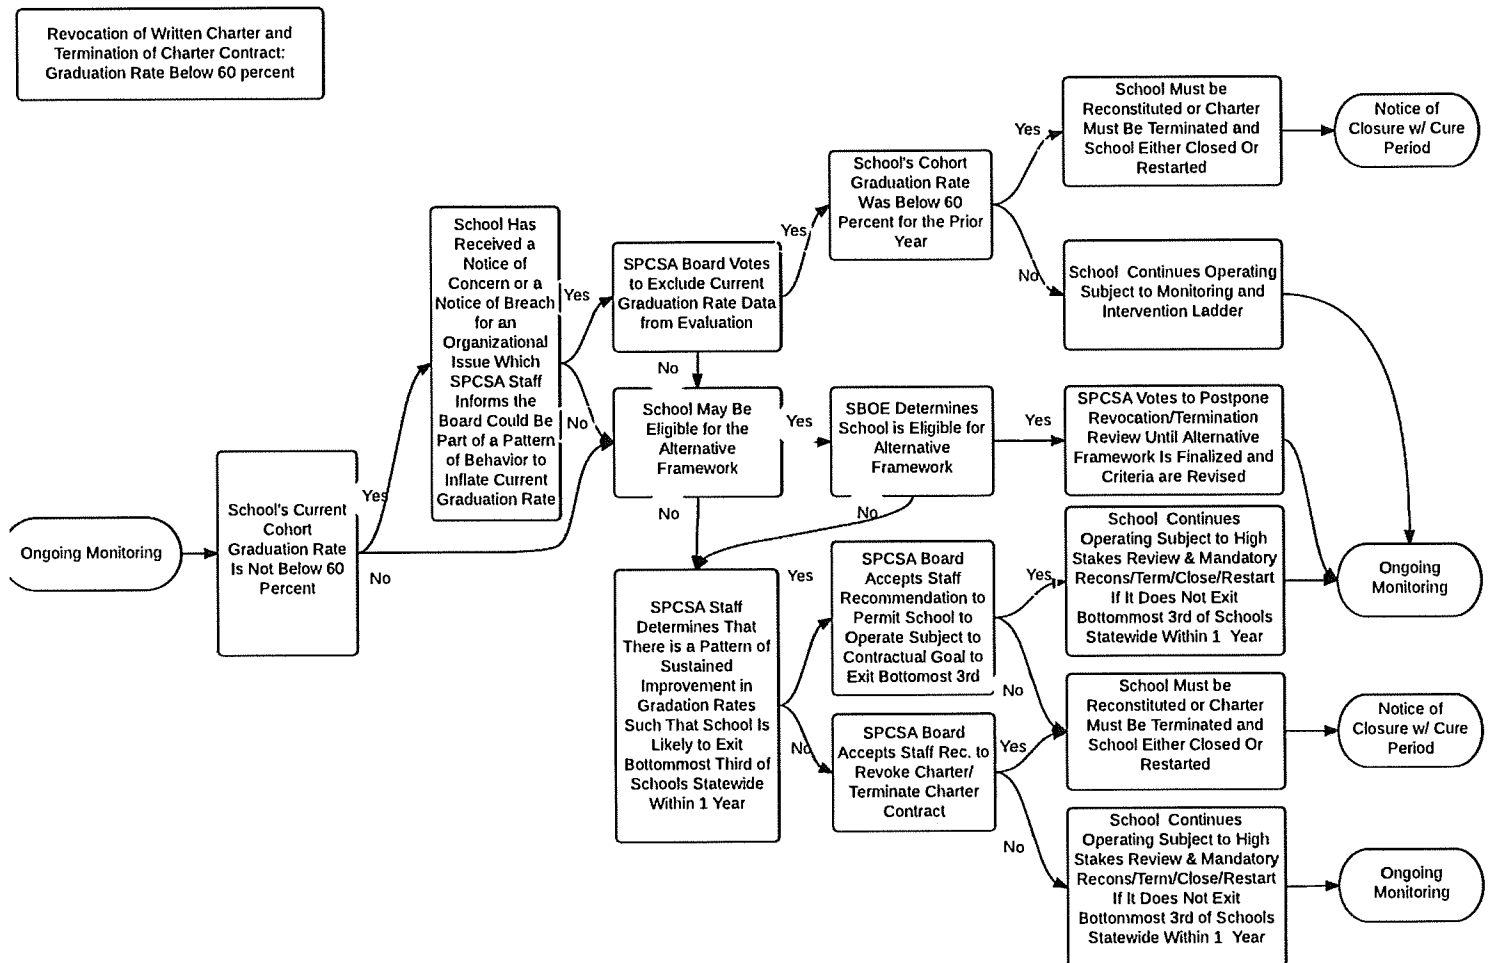 Revocation of Written Charter and
Termination of Charter Contract:
Graduation Rate Below 60 percent
Ongoing Monitoring
School's Current
Cohort
Graduation Rate
Is Not Below 60
Percent
Yes
No
School Has
Received a
Notice of
Concern or a
Notice of Breach
for an
Organizational
Issue Which
SPCSA Staff
Informs the
Board Could Be
Part of a Pattern
of Behavior to
Inflate Current
Graduation Rate
Yes
No
SPCSA Board Votes
to Exclude Current
Graduation Rate Data
from Evaluation
Yes
No
School's Cohort
Graduation Rate
Was Below 60
Percent for the Prior
Year
Yes
No
School Must be
Reconstituted or Charter
Must Be Terminated and
School Either Closed Or
Restarted
Notice of
Closure w/ Cure
Period
School Continues Operating
Subject to Monitoring and
Intervention Ladder
School May Be
Eligible for the
Alternative
Framework
Yes
No
SBOE Determines
School is Eligible for
Alternative
Framework
Yes
No
SPCSA Votes to Postpone
Revocation/Termination
Review Until Alternative
Framework Is Finalized and
Criteria are Revised
SPCSA Staff
Determines That
There is a Pattern of
Sustained
Improvement in
Gradation Rates
Such That School Is
Likely to Exit
Bottommost Third of
Schools Statewide
Within 1 Year
Yes
No
SPCSA Board
Accepts Staff
Recommendation to
Permit School to
Operate Subject to
Contractual Goal to
Exit Bottomost 3rd
Yes
No
School Continues
Operating Subject to High
Stakes Review & Mandatory
Recons/Term/Close/Restart
If It Does Not Exit
Bottommost 3rd of Schools
Statewide Within 1 Year
Ongoing
Monitoring
SPCSA Board
Accepts Staff Rec. to
Revoke Charter/
Terminate Charter
Contract
Yes
No
School Must be
Reconstituted or Charter
Must Be Terminated and
School Either Closed Or
Restarted
Notice of
Closure w/ Cure
Period
School Continues
Operating Subject to High
Stakes Review & Mandatory
Recons/Term/Close/Restart
If It Does Not Exit
Bottommost 3rd of Schools
Statewide Within 1 Year
Ongoing
Monitoring